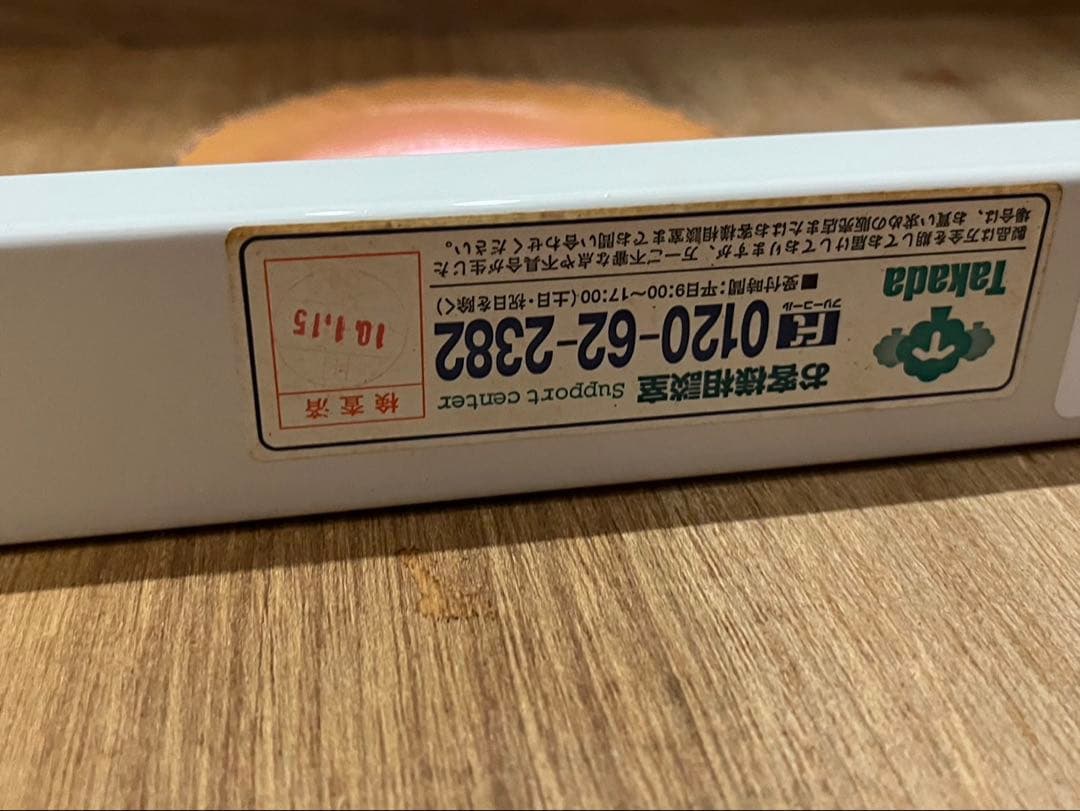 Takada
お客様相談室 Support center
フリーコール 0120-62-2382
■受付時間:平日9:00～17:00(土日・祝日を除く)
製品は万全を期してお届けしておりますが、万一ご不審な点や不具合が生じた
場合は、お買い求めの販売店またはお客様相談室までお問い合わせください。
検査済
10.1.15